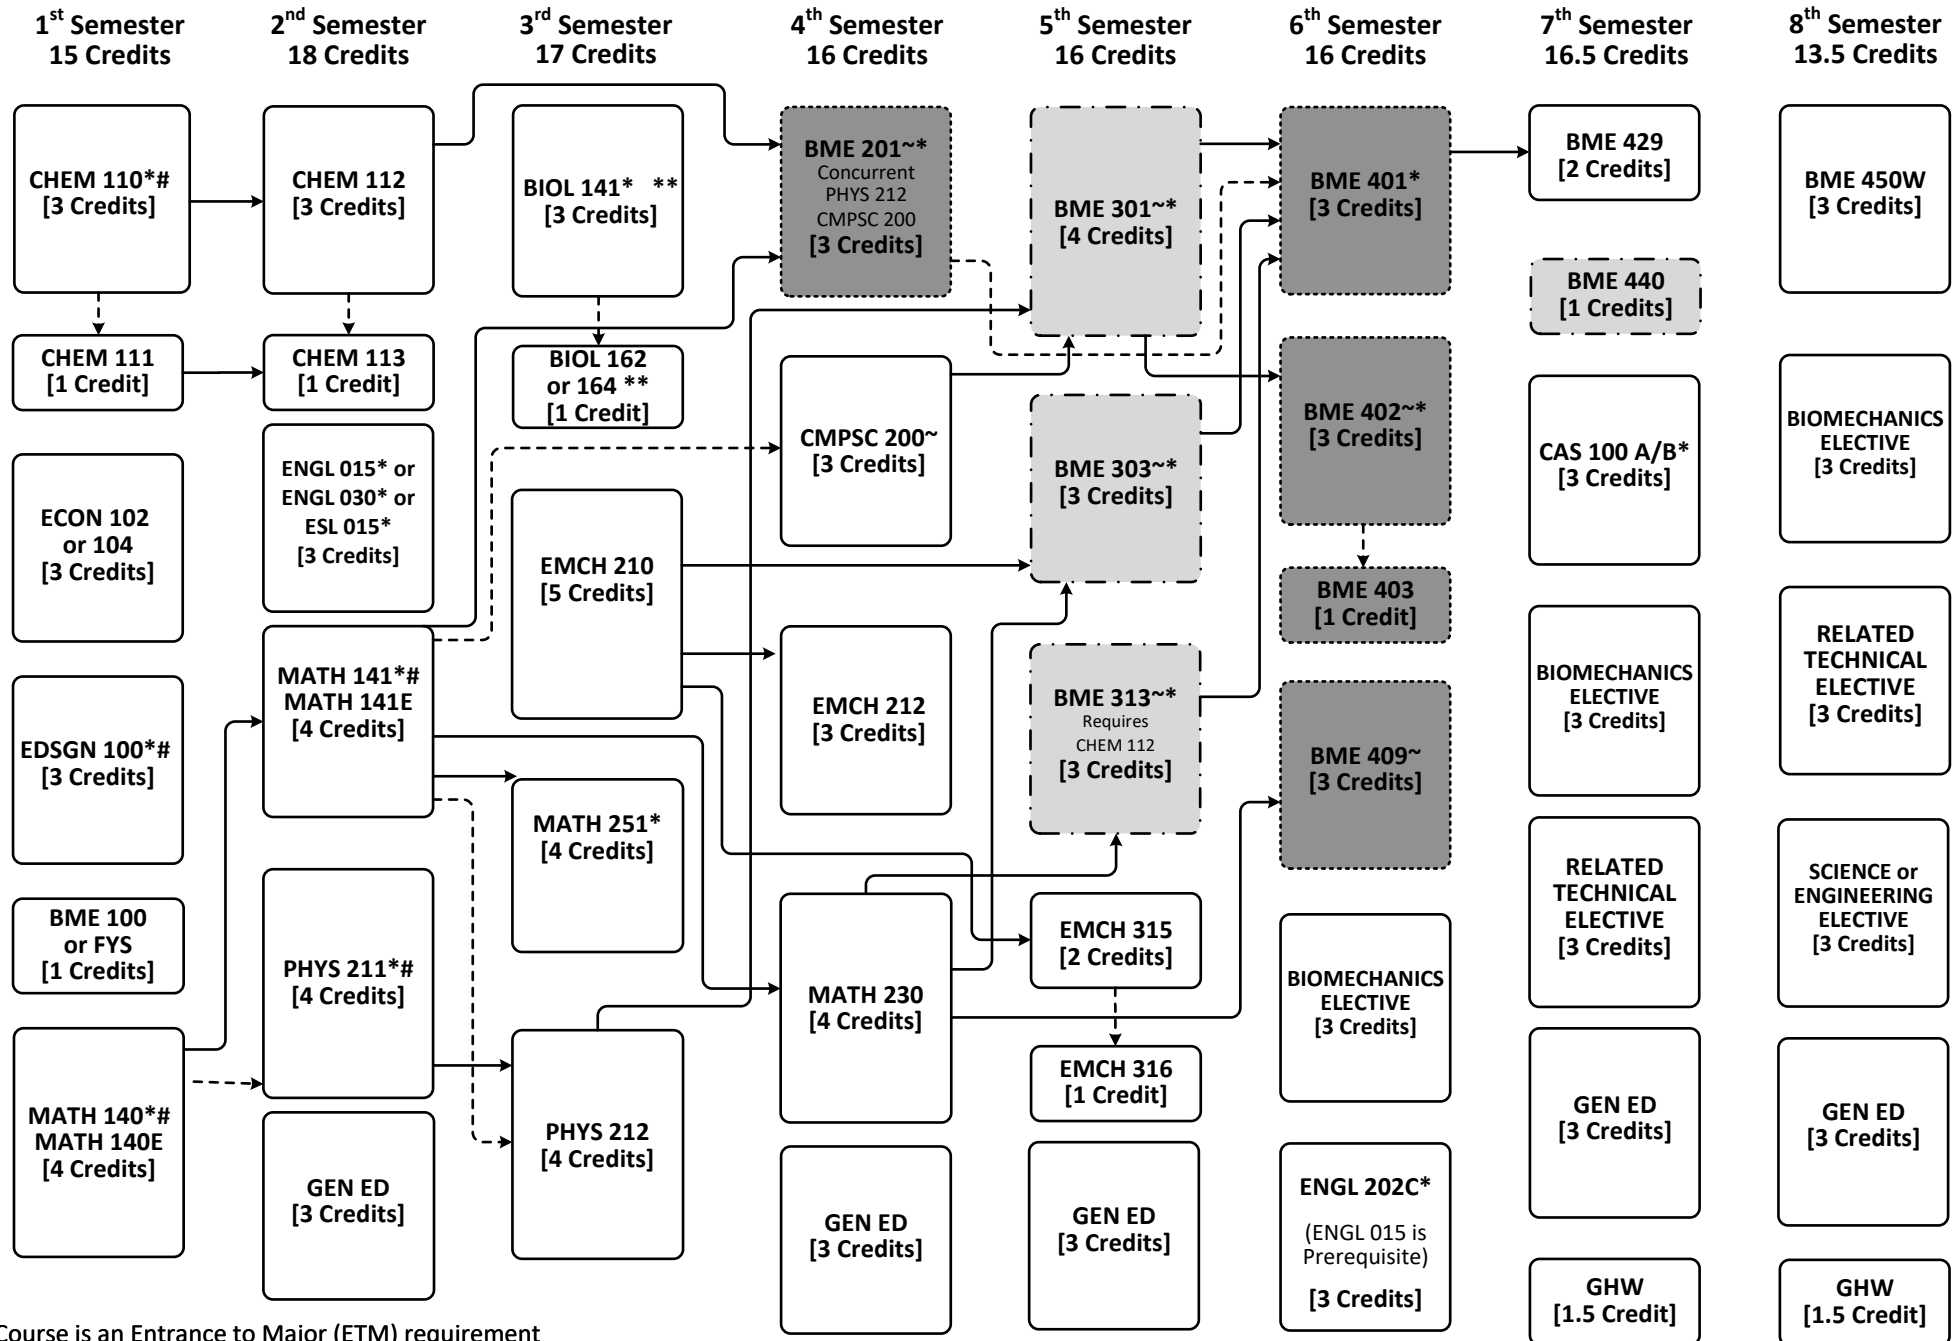 1st Semester
15 Credits
2nd Semester
18 Credits
3rd Semester
17 Credits
4th Semester
16 Credits
5th Semester
16 Credits
6th Semester
16 Credits
7th Semester
16.5 Credits
8th Semester
13.5 Credits
CHEM 110*#
[3 Credits]
CHEM 111
[1 Credit]
ECON 102
or 104
[3 Credits]
EDSGN 100*#
[3 Credits]
BME 100
or FYS
[1 Credits]
MATH 140*#
MATH 140E
[4 Credits]
CHEM 112
[3 Credits]
CHEM 113
[1 Credit]
ENGL 015* or
ENGL 030* or
ESL 015*
[3 Credits]
MATH 141*#
MATH 141E
[4 Credits]
PHYS 211*#
[4 Credits]
GEN ED
[3 Credits]
BIOL 141* **
[3 Credits]
BIOL 162
or 164 **
[1 Credit]
EMCH 210
[5 Credits]
MATH 251*
[4 Credits]
PHYS 212
[4 Credits]
BME 201~*
Concurrent
PHYS 212
CMPSC 200
[3 Credits]
CMPSC 200~
[3 Credits]
EMCH 212
[3 Credits]
MATH 230
[4 Credits]
GEN ED
[3 Credits]
BME 301~*
[4 Credits]
BME 303~*
[3 Credits]
BME 313~*
Requires
CHEM 112
[3 Credits]
EMCH 315
[2 Credits]
EMCH 316
[1 Credit]
GEN ED
[3 Credits]
BME 401*
[3 Credits]
BME 402~*
[3 Credits]
BME 403
[1 Credit]
BME 409~
[3 Credits]
BIOMECHANICS
ELECTIVE
[3 Credits]
ENGL 202C*
(ENGL 015 is
Prerequisite)
[3 Credits]
BME 429
[2 Credits]
BME 440
[1 Credits]
CAS 100 A/B*
[3 Credits]
BIOMECHANICS
ELECTIVE
[3 Credits]
RELATED
TECHNICAL
ELECTIVE
[3 Credits]
GEN ED
[3 Credits]
GHW
[1.5 Credit]
BME 450W
[3 Credits]
BIOMECHANICS
ELECTIVE
[3 Credits]
RELATED
TECHNICAL
ELECTIVE
[3 Credits]
SCIENCE or
ENGINEERING
ELECTIVE
[3 Credits]
GEN ED
[3 Credits]
GHW
[1.5 Credit]
Course is an Entrance to Major (ETM) requirement